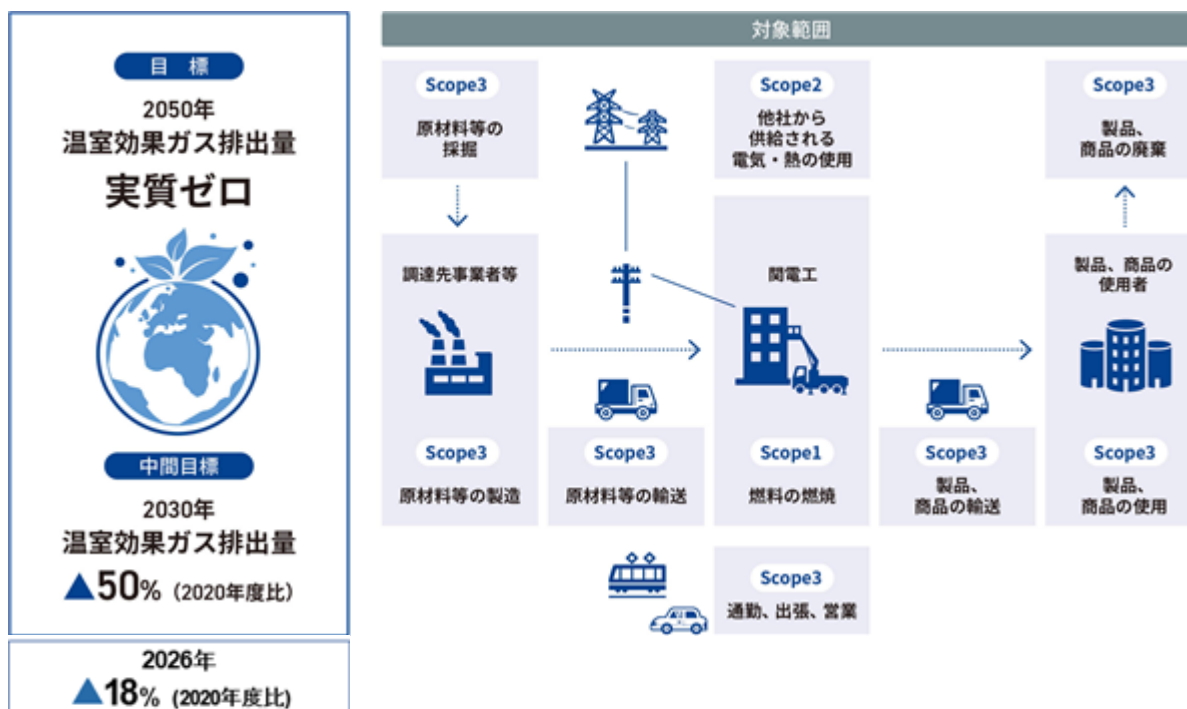 目 標
2050年
温室効果ガス排出量
実質ゼロ
中間目標
2030年
温室効果ガス排出量
▲50% (2020年度比)
2026年
▲18% (2020年度比)
対象範囲
Scope3
原材料等の
採掘
Scope2
他社から
供給される
電気・熱の使用
Scope3
製品、
商品の廃棄
調達先事業者等
関電工
製品、商品の
使用者
Scope3
原材料等の製造
Scope3
原材料等の輸送
Scope1
燃料の燃焼
Scope3
製品、
商品の輸送
Scope3
製品、
商品の使用
Scope3
通勤、出張、営業